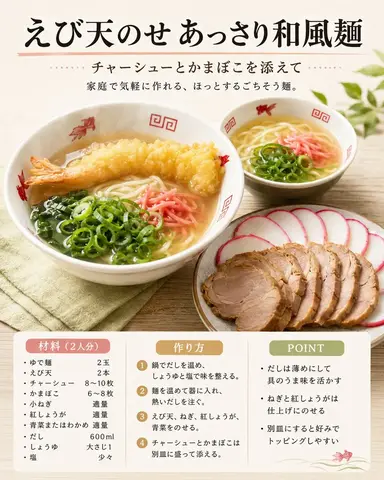 えび天のせ あっさり和風麺
チャーシューとかまぼこを添えて
家庭で気軽に作れる、ほっとするごちそう麺。
材料(2人分)
・ゆで麺 2玉
・えび天 2本
・チャーシュー 8〜10枚
・かまぼこ 6〜8枚
・小ねぎ 適量
・紅しょうが 適量
・青菜またはわかめ 適量
・だし 600ml
・しょうゆ 大さじ1
・塩 少々
作り方
1 鍋でだしを温め、
しょうゆと塩で味を整える。
2 麺を温めて器に入れ、
熱いだしを注ぐ。
3 えび天、ねぎ、紅しょうが、
青菜をのせる。
4 チャーシューとかまぼこは
別皿に盛って添える。
POINT
・だしは薄めにして
具のうま味を活かす
・ねぎと紅しょうがは
仕上げにのせる
・別皿にすると好みで
トッピングしやすい